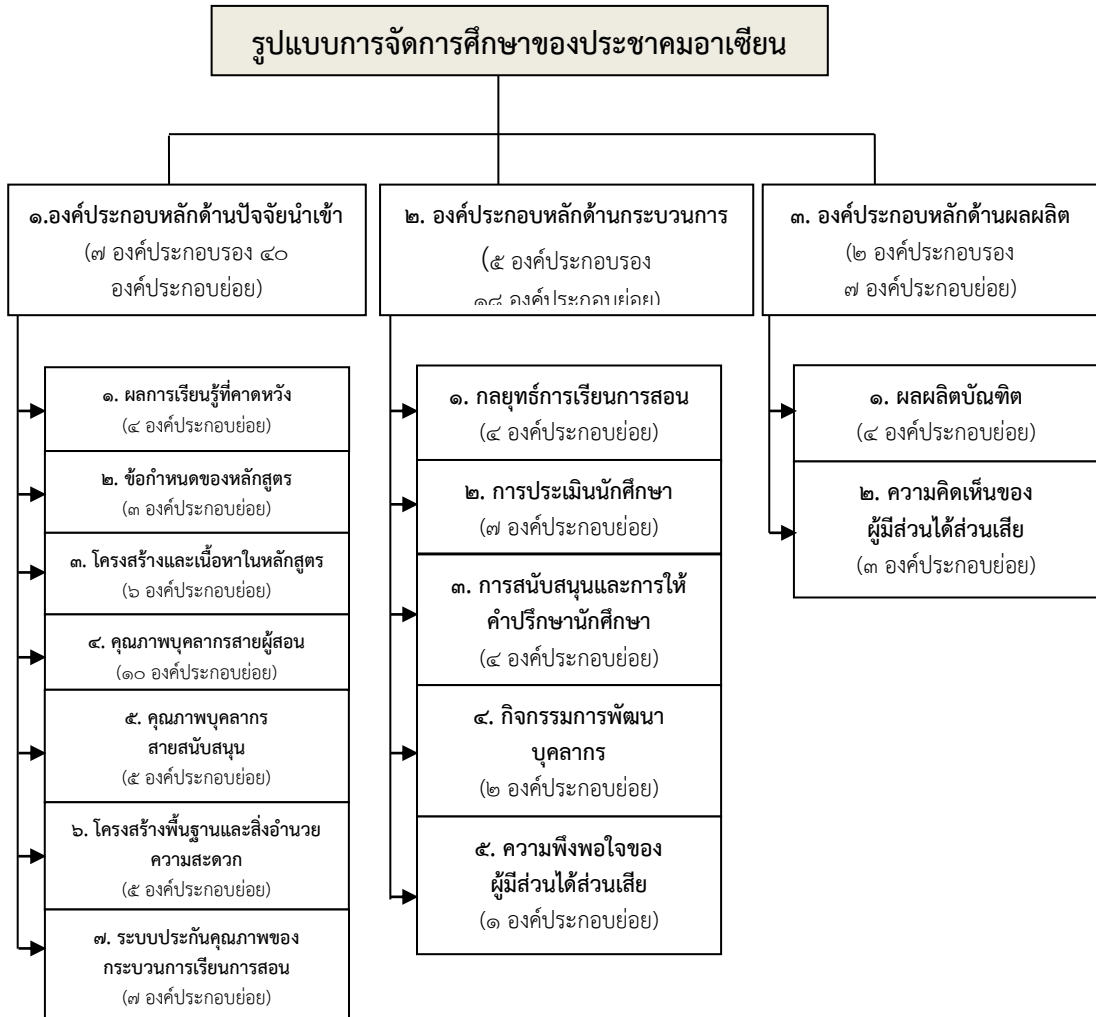 รูปแบบการจัดการศึกษาของประชาคมอาเซียน
๑.องค์ประกอบหลักด้านปัจจัยนำเข้า
(๗ องค์ประกอบรอง ๔๐
องค์ประกอบย่อย)
๑. ผลการเรียนรู้ที่คาดหวัง
(๔ องค์ประกอบย่อย)
๒. ข้อกำหนดของหลักสูตร
(๓ องค์ประกอบย่อย)
๓. โครงสร้างและเนื้อหาในหลักสูตร
(๖ องค์ประกอบย่อย)
๔. คุณภาพบุคลากรสายผู้สอน
(๑๐ องค์ประกอบย่อย)
๕. คุณภาพบุคลากร
สายสนับสนุน
(๕ องค์ประกอบย่อย)
๖. โครงสร้างพื้นฐานและสิ่งอำนวย
ความสะดวก
(๕ องค์ประกอบย่อย)
๗. ระบบประกันคุณภาพของ
กระบวนการเรียนการสอน
(๗ องค์ประกอบย่อย)
๒. องค์ประกอบหลักด้านกระบวนการ
(๕ องค์ประกอบรอง
๑๘ องค์ประกอบย่อย)
๑. กลยุทธ์การเรียนการสอน
(๔ องค์ประกอบย่อย)
๒. การประเมินนักศึกษา
(๗ องค์ประกอบย่อย)
๓. การสนับสนุนและการให้
คำปรึกษานักศึกษา
(๔ องค์ประกอบย่อย)
๔. กิจกรรมการพัฒนา
บุคลากร
(๒ องค์ประกอบย่อย)
๕. ความพึงพอใจของ
ผู้มีส่วนได้ส่วนเสีย
(๑ องค์ประกอบย่อย)
๓. องค์ประกอบหลักด้านผลผลิต
(๒ องค์ประกอบรอง
๗ องค์ประกอบย่อย)
๑. ผลผลิตบัณฑิต
(๔ องค์ประกอบย่อย)
๒. ความคิดเห็นของ
ผู้มีส่วนได้ส่วนเสีย
(๓ องค์ประกอบย่อย)